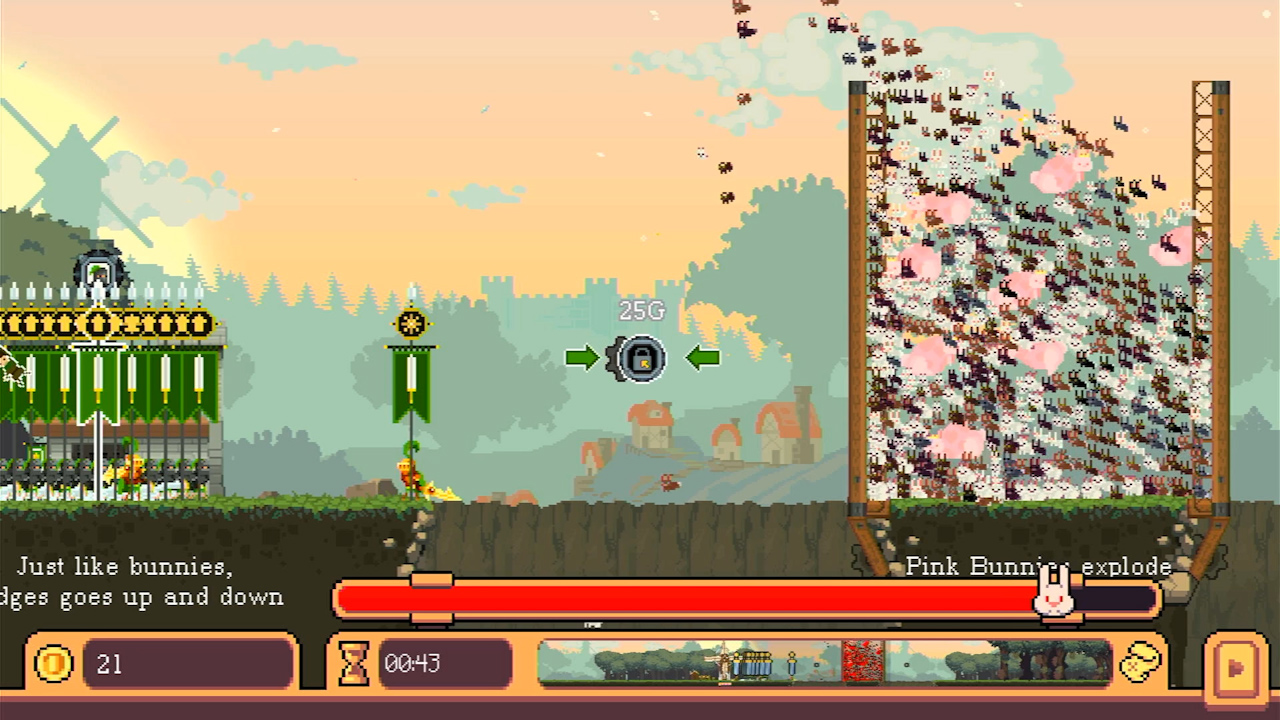 25G
Just like bunnies,
dges goes up and down
Pink Bunnies explode
21
00:43